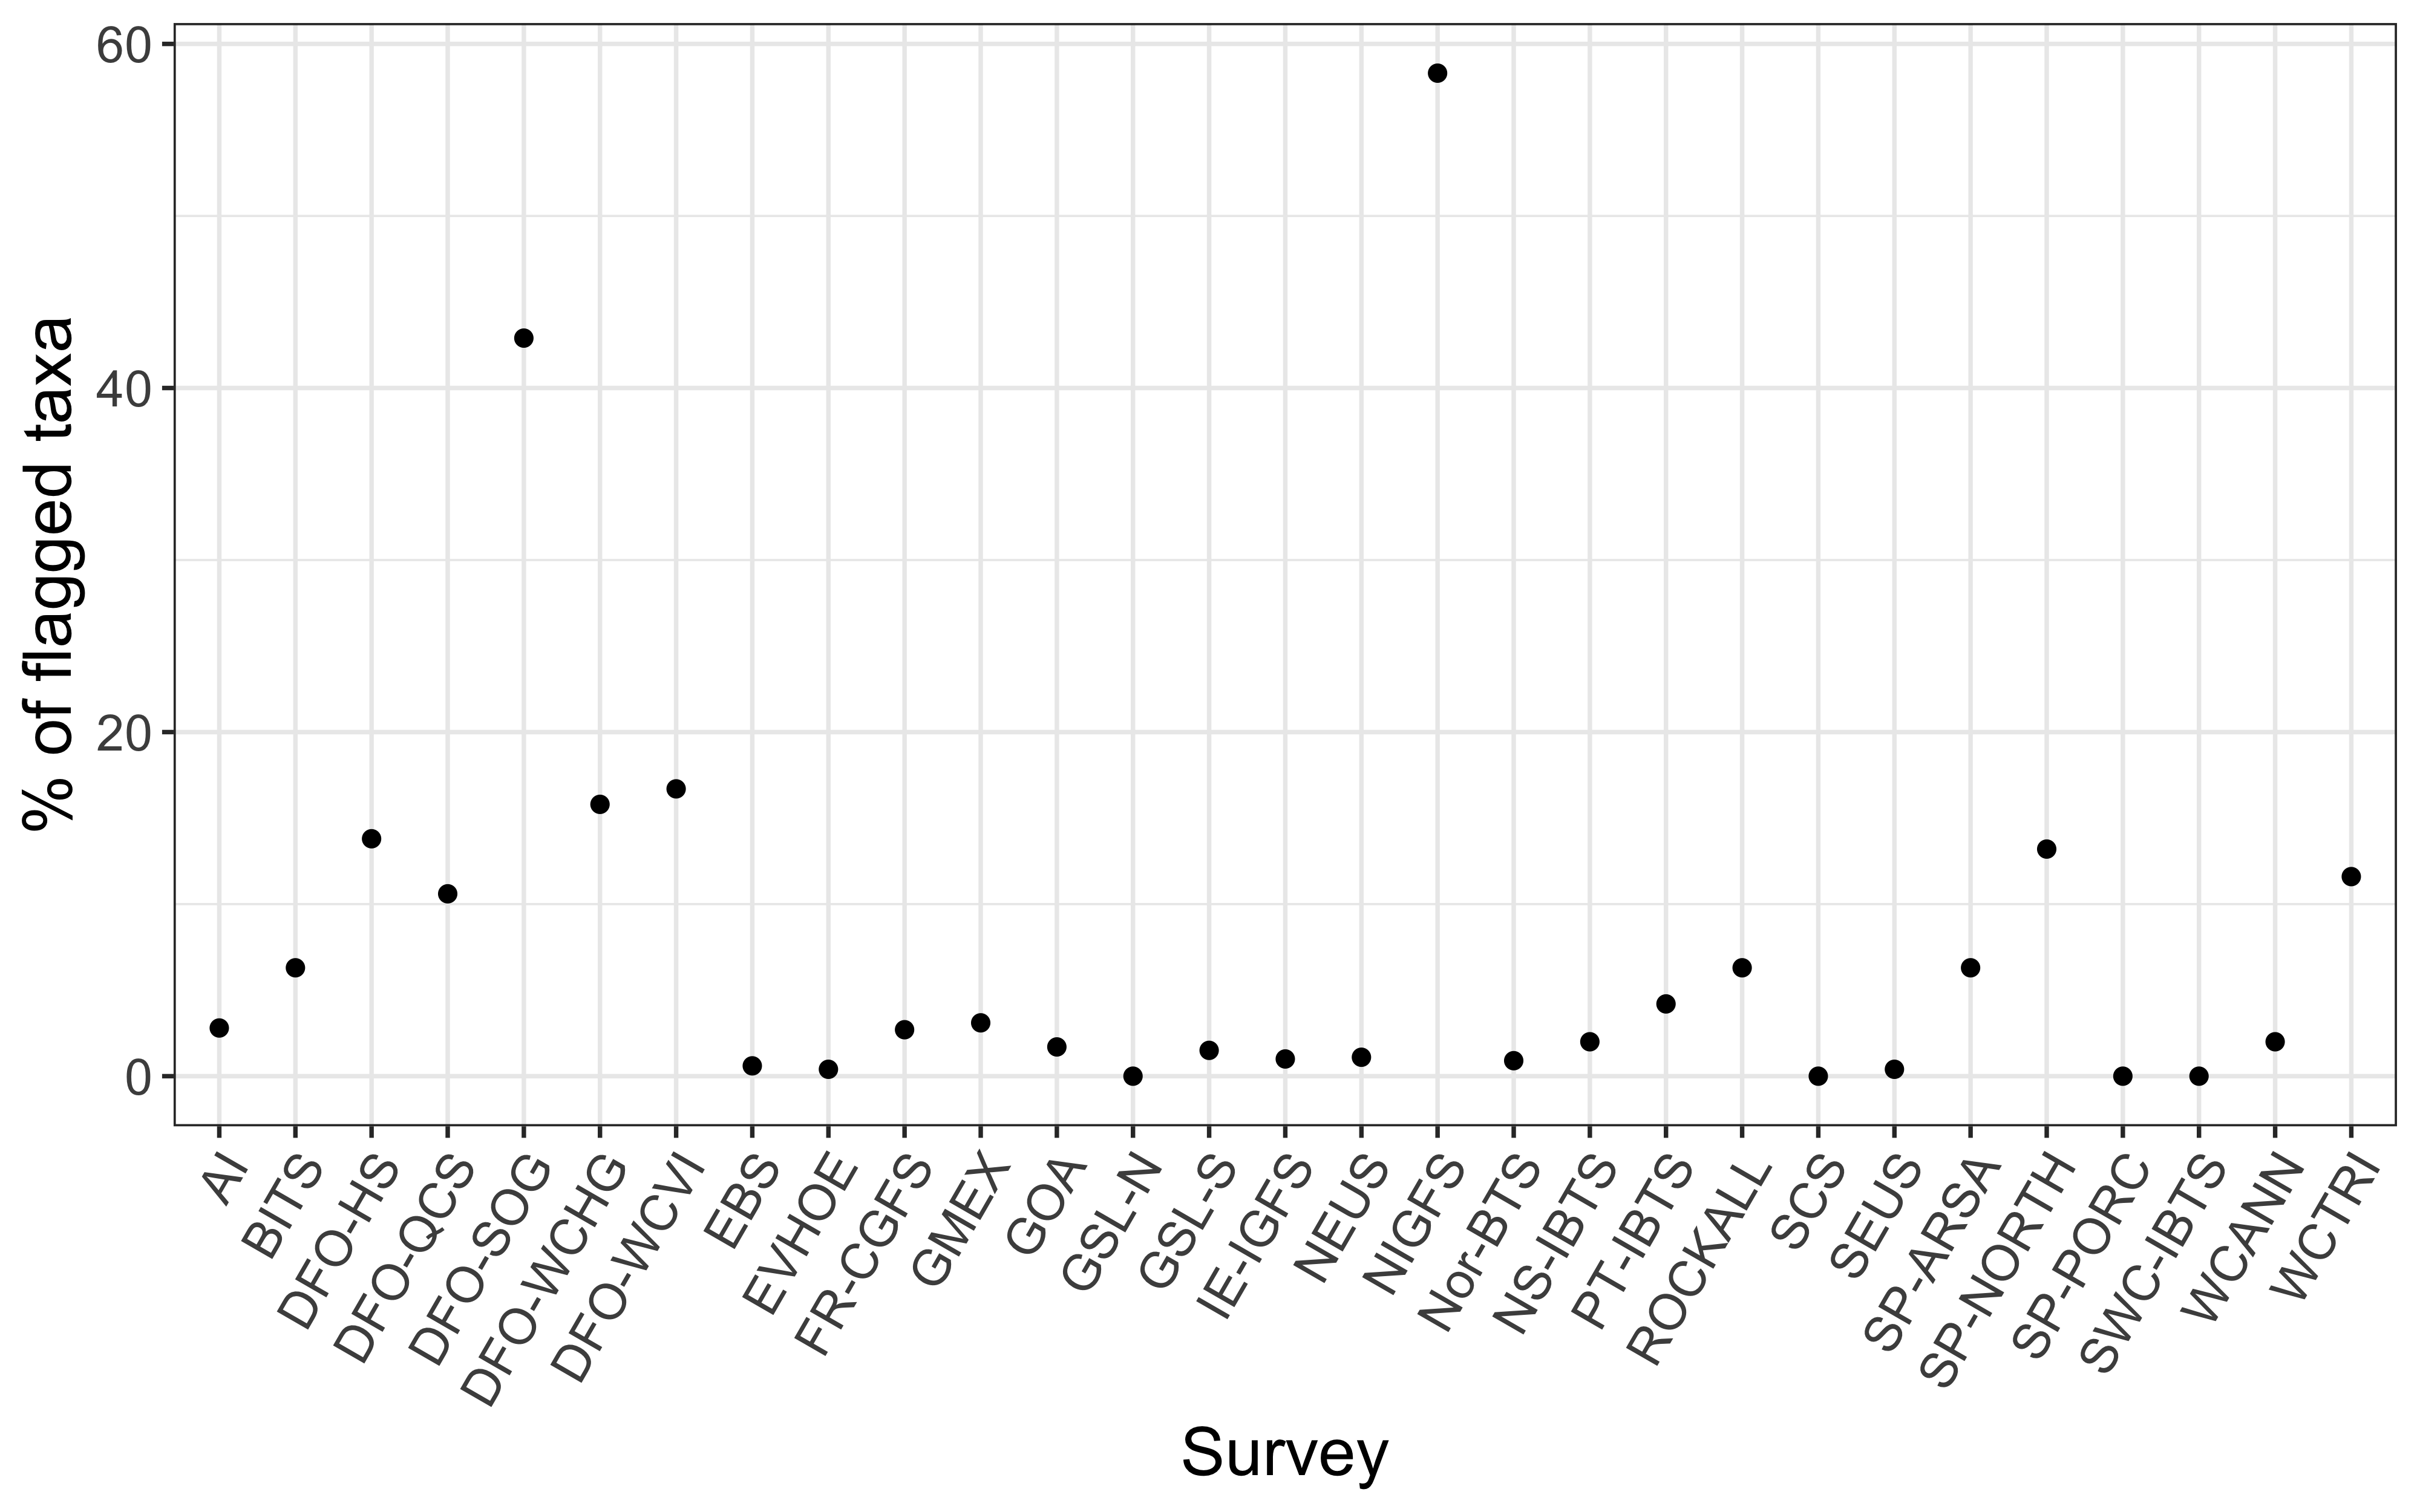 % of flagged taxa
60
40
20
0
AI
BITS
DFO-HS
DFO-QCS
DFO-SOG
DFO-WCHG
DFO-WCVI
EBS
EVHOE
FR-CGFS
GMEX
GOA
GSL-N
GSL-S
IE-IGFS
NEUS
NIGFS
Nor-BTS
NS-IBTS
PT-IBTS
ROCKALL
SCS
SEUS
SP-ARSA
SP-NORTH
SP-PORC
SWC-IBTS
WCANN
WCTRI
Survey